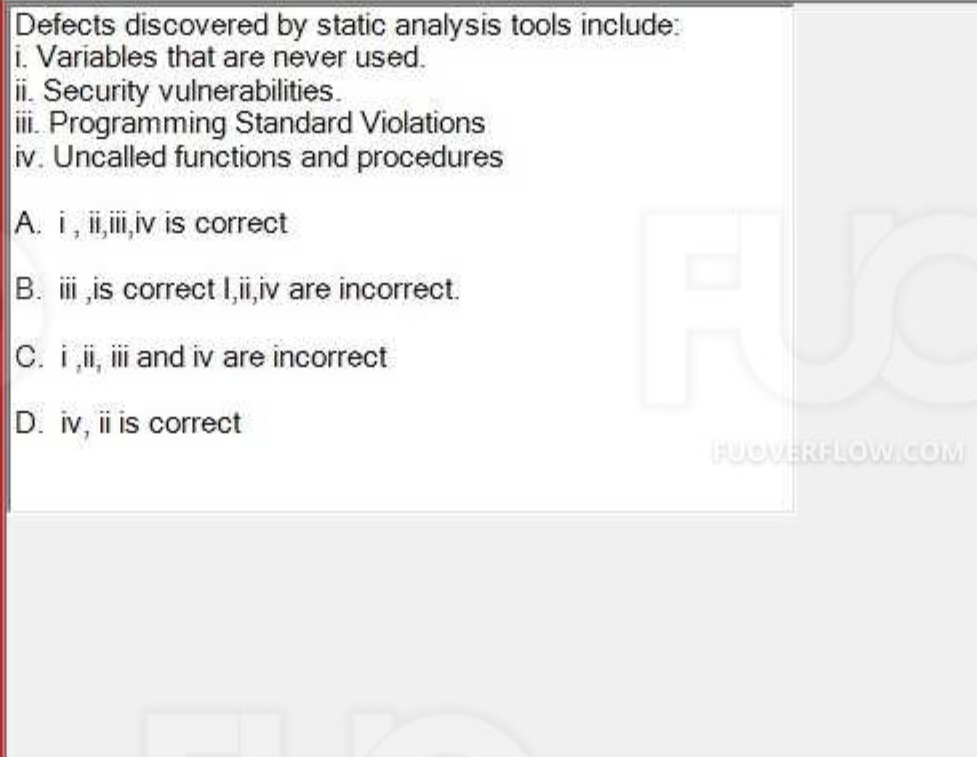 Defects discovered by static analysis tools include:
i. Variables that are never used.
ii. Security vulnerabilities.
iii. Programming Standard Violations
iv. Uncalled functions and procedures
A. i , ii,iii,iv is correct
B. iii ,is correct I,ii,iv are incorrect.
C. i ,ii, iii and iv are incorrect
D. iv, ii is correct
FUO
FUOVERFLOW.COM